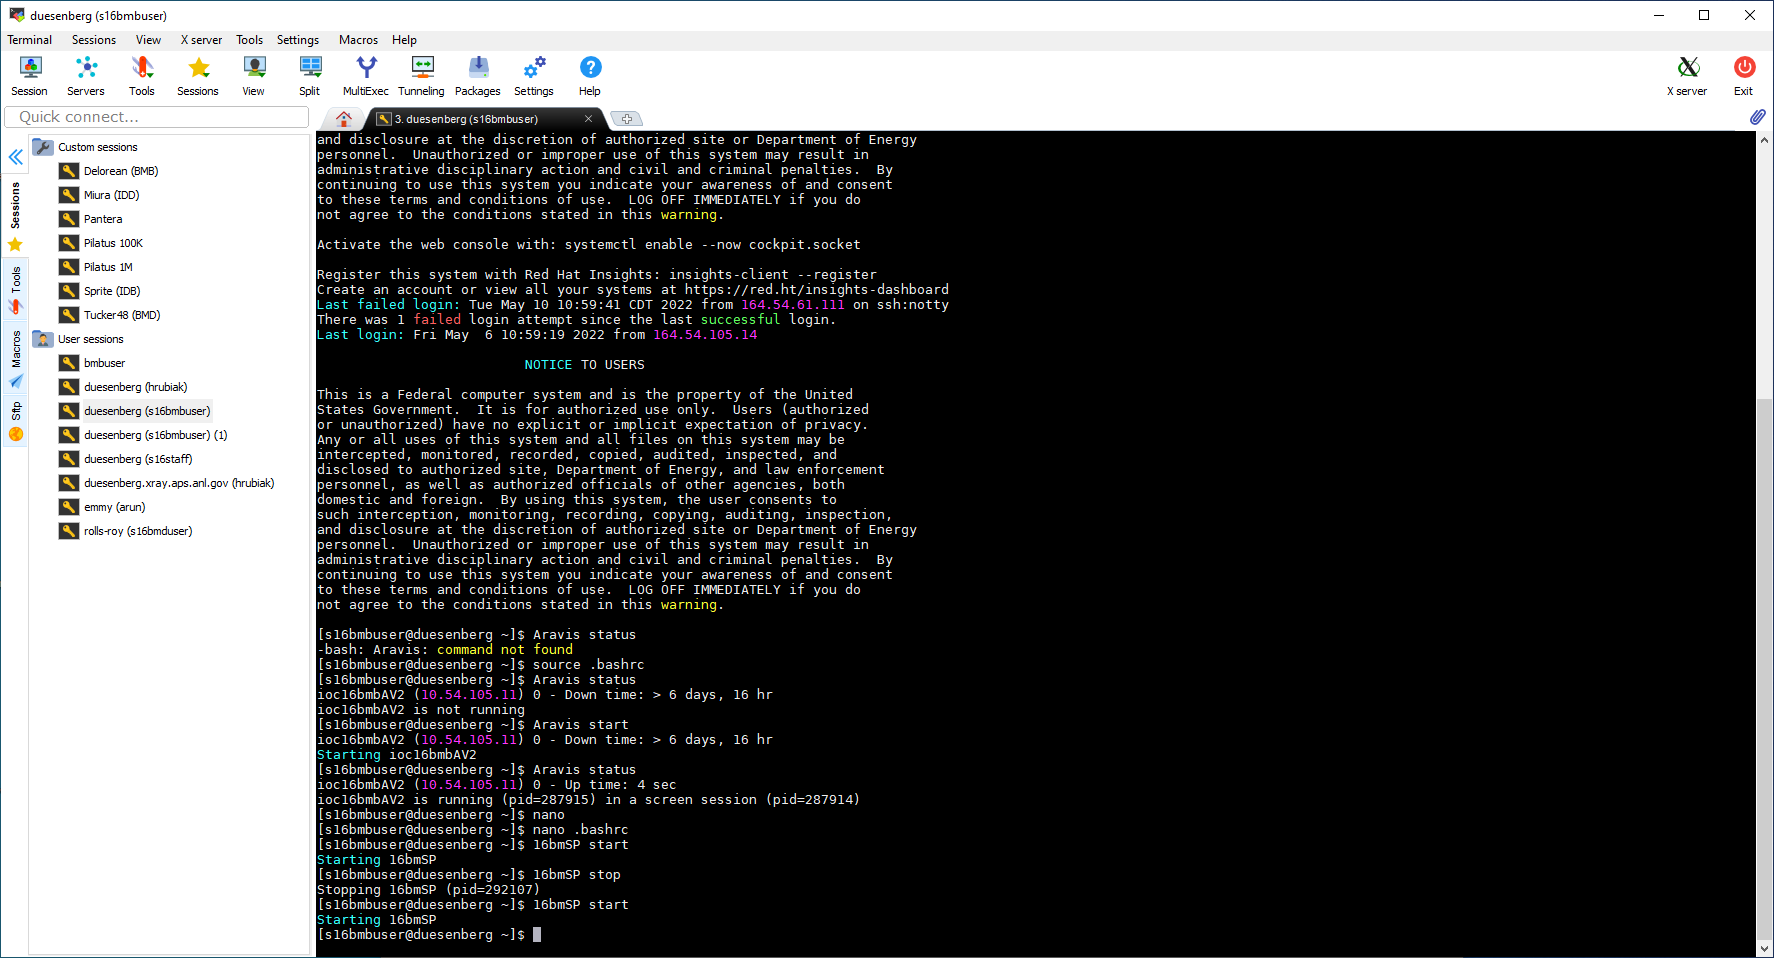 duesenberg (s16bmbuser)
Terminal Sessions View X server Tools Settings Macros Help
Session Servers Tools Sessions View Split MultiExec Tunneling Packages Settings Help X server Exit
Quick connect...
3. duesenberg (s16bmbuser)
Sessions
Tools
Macros
Sftp
Custom sessions
Delorean (BMB)
Miura (IDD)
Pantera
Pilatus 100K
Pilatus 1M
Sprite (IDB)
Tucker48 (BMD)
User sessions
bmbuser
duesenberg (hrubiak)
duesenberg (s16bmbuser)
duesenberg (s16bmbuser) (1)
duesenberg (s16staff)
duesenberg.xray.aps.anl.gov (hrubiak)
emmy (arun)
rolls-roy (s16bmduser)
and disclosure at the discretion of authorized site or Department of Energy
personnel.  Unauthorized or improper use of this system may result in
administrative disciplinary action and civil and criminal penalties.  By
continuing to use this system you indicate your awareness of and consent
to these terms and conditions of use.  LOG OFF IMMEDIATELY if you do
not agree to the conditions stated in this warning.
Activate the web console with: systemctl enable --now cockpit.socket
Register this system with Red Hat Insights: insights-client --register
Create an account or view all your systems at https://red.ht/insights-dashboard
Last failed login: Tue May 10 10:59:41 CDT 2022 from 164.54.61.111 on ssh:notty
There was 1 failed login attempt since the last successful login.
Last login: Fri May  6 10:59:19 2022 from 164.54.105.14
NOTICE TO USERS
This is a Federal computer system and is the property of the United
States Government.  It is for authorized use only.  Users (authorized
or unauthorized) have no explicit or implicit expectation of privacy.
Any or all uses of this system and all files on this system may be
intercepted, monitored, recorded, copied, audited, inspected, and
disclosed to authorized site, Department of Energy, and law enforcement
personnel, as well as authorized officials of other agencies, both
domestic and foreign.  By using this system, the user consents to
such interception, monitoring, recording, copying, auditing, inspection,
and disclosure at the discretion of authorized site or Department of Energy
personnel.  Unauthorized or improper use of this system may result in
administrative disciplinary action and civil and criminal penalties.  By
continuing to use this system you indicate your awareness of and consent
to these terms and conditions of use.  LOG OFF IMMEDIATELY if you do
not agree to the conditions stated in this warning.
[s16bmbuser@duesenberg ~]$ Aravis status
-bash: Aravis: command not found
[s16bmbuser@duesenberg ~]$ source .bashrc
[s16bmbuser@duesenberg ~]$ Aravis status
ioc16bmbAV2 (10.54.105.11) 0 - Down time: > 6 days, 16 hr
ioc16bmbAV2 is not running
[s16bmbuser@duesenberg ~]$ Aravis start
ioc16bmbAV2 (10.54.105.11) 0 - Down time: > 6 days, 16 hr
Starting ioc16bmbAV2
[s16bmbuser@duesenberg ~]$ Aravis status
ioc16bmbAV2 (10.54.105.11) 0 - Up time: 4 sec
ioc16bmbAV2 is running (pid=287915) in a screen session (pid=287914)
[s16bmbuser@duesenberg ~]$ nano
[s16bmbuser@duesenberg ~]$ nano .bashrc
[s16bmbuser@duesenberg ~]$ 16bmSP start
Starting 16bmSP
[s16bmbuser@duesenberg ~]$ 16bmSP stop
Stopping 16bmSP (pid=292107)
[s16bmbuser@duesenberg ~]$ 16bmSP start
Starting 16bmSP
[s16bmbuser@duesenberg ~]$